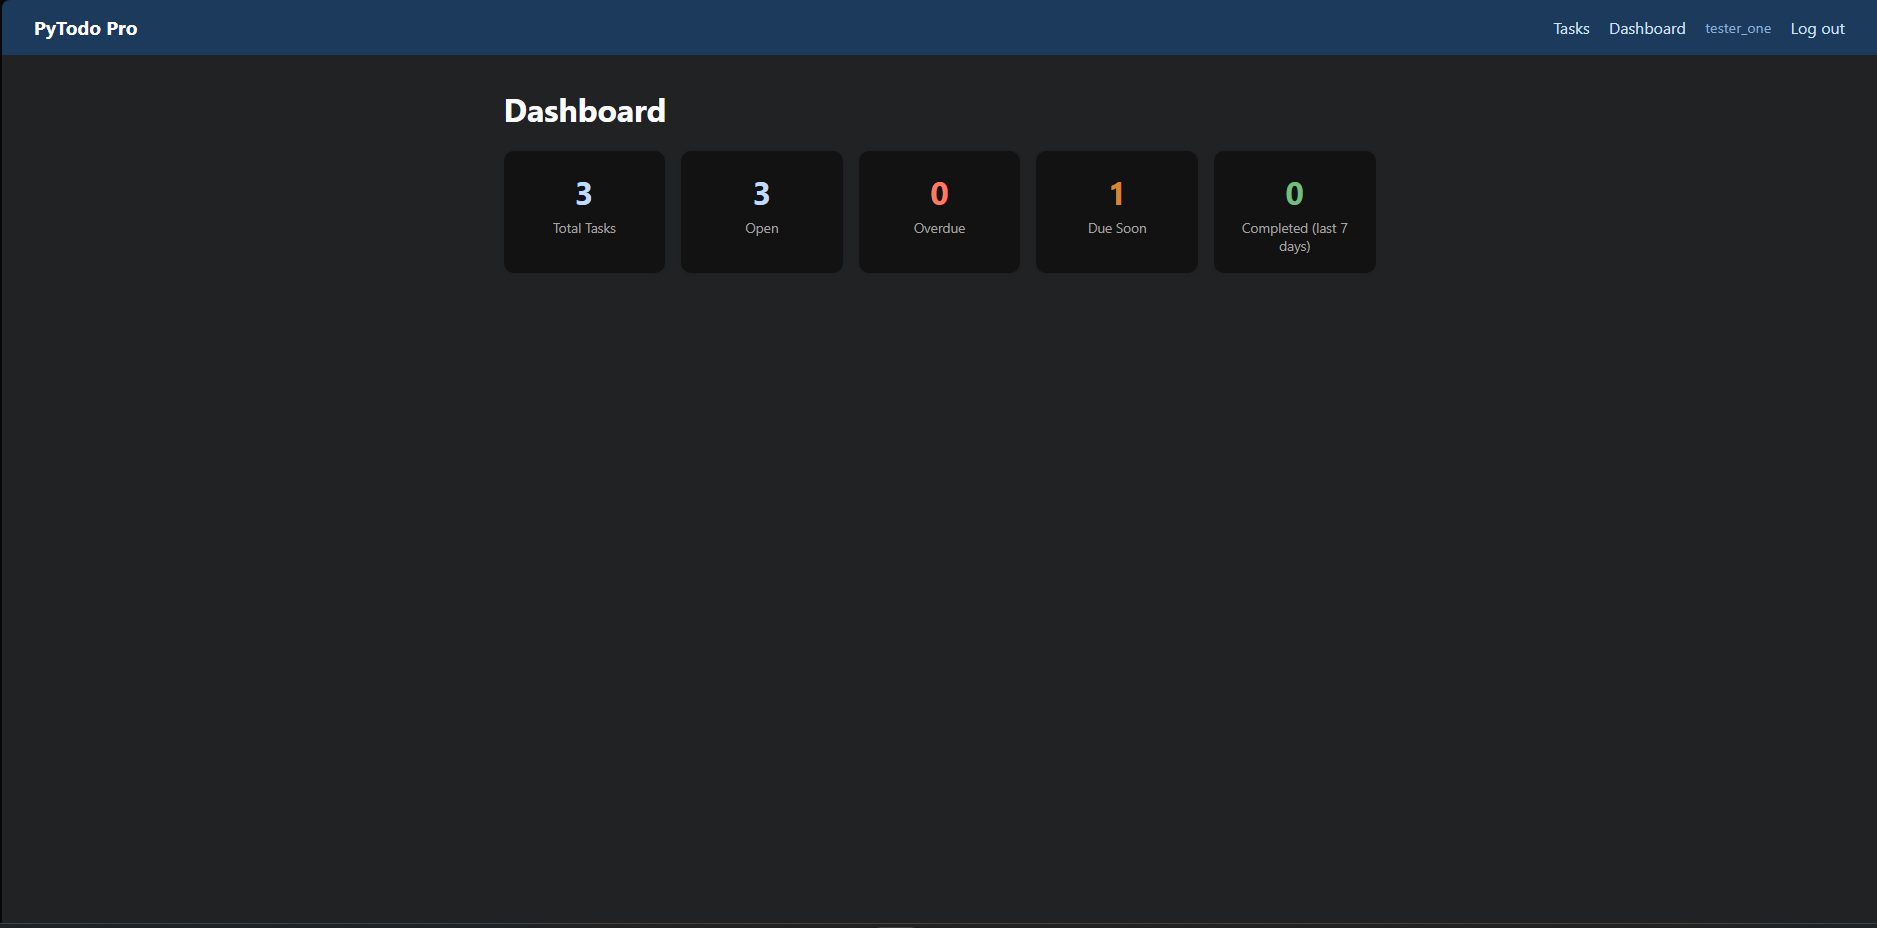 PyTodo Pro
Tasks Dashboard tester_one Log out
Dashboard
3
Total Tasks
3
Open
0
Overdue
1
Due Soon
0
Completed (last 7
days)